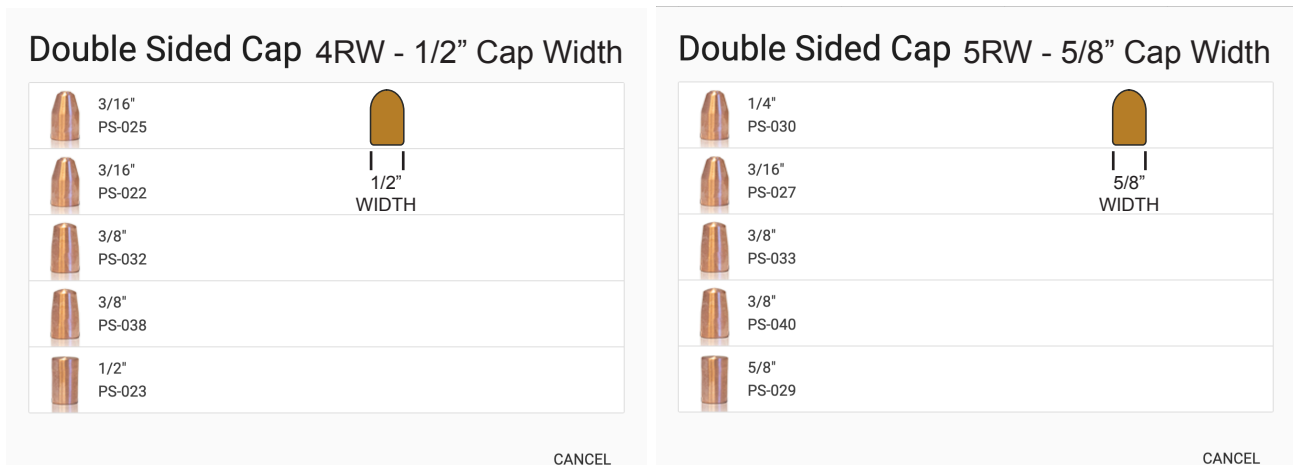 Double Sided Cap 4RW - 1/2” Cap Width
3/16"
PS-025
3/16"
PS-022
1/2”
WIDTH
3/8"
PS-032
3/8"
PS-038
1/2"
PS-023
CANCEL
Double Sided Cap 5RW - 5/8” Cap Width
1/4"
PS-030
3/16"
PS-027
5/8”
WIDTH
3/8"
PS-033
3/8"
PS-040
5/8"
PS-029
CANCEL